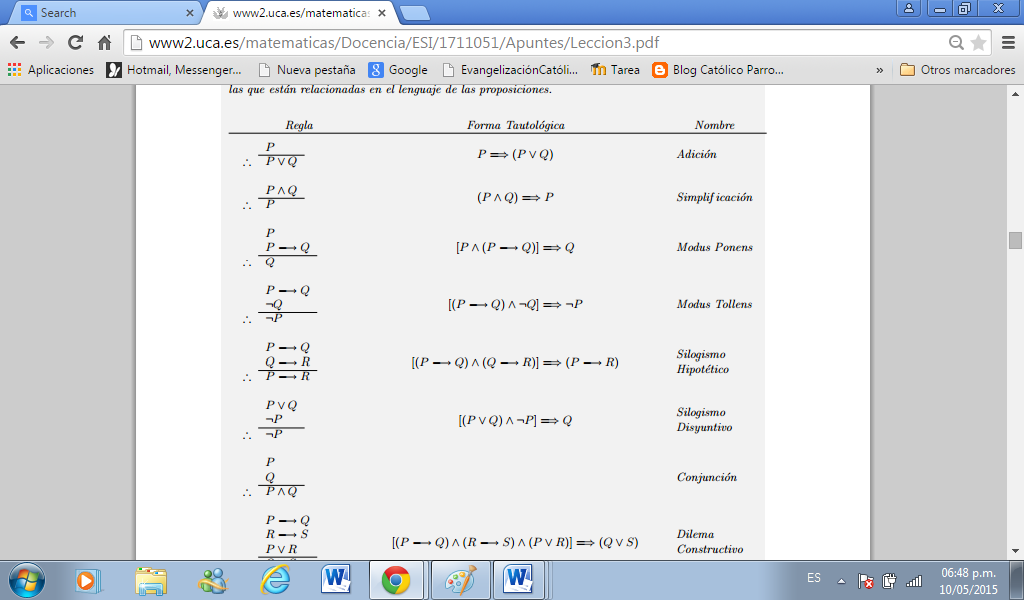 Search
www2.uca.es/matematicas
www2.uca.es/matematicas/Docencia/ESI/1711051/Apuntes/Leccion3.pdf
Aplicaciones Hotmail, Messenger... Nueva pestaña Google EvangelizaciónCatóli... Tarea Blog Católico Parro... » Otros marcadores
las que están relacionadas en el lenguaje de las proposiciones.
Regla Forma Tautológica Nombre
P
∴ P ∨ Q P ⟹ (P ∨ Q) Adición
P ∧ Q
∴ P (P ∧ Q) ⟹ P Simplificación
P
P ⟶ Q [P ∧ (P ⟶ Q)] ⟹ Q Modus Ponens
∴ Q
P ⟶ Q
¬Q [(P ⟶ Q) ∧ ¬Q] ⟹ ¬P Modus Tollens
∴ ¬P
P ⟶ Q
Q ⟶ R [(P ⟶ Q) ∧ (Q ⟶ R)] ⟹ (P ⟶ R) Silogismo
Hipotético
∴ P ⟶ R
P ∨ Q
¬P [(P ∨ Q) ∧ ¬P] ⟹ Q Silogismo
Disyuntivo
∴ ¬P
P
Q Conjunción
∴ P ∧ Q
P ⟶ Q
R ⟶ S [(P ⟶ Q) ∧ (R ⟶ S) ∧ (P ∨ R)] ⟹ (Q ∨ S) Dilema
P ∨ R Constructivo
ES 06:48 p.m.
10/05/2015